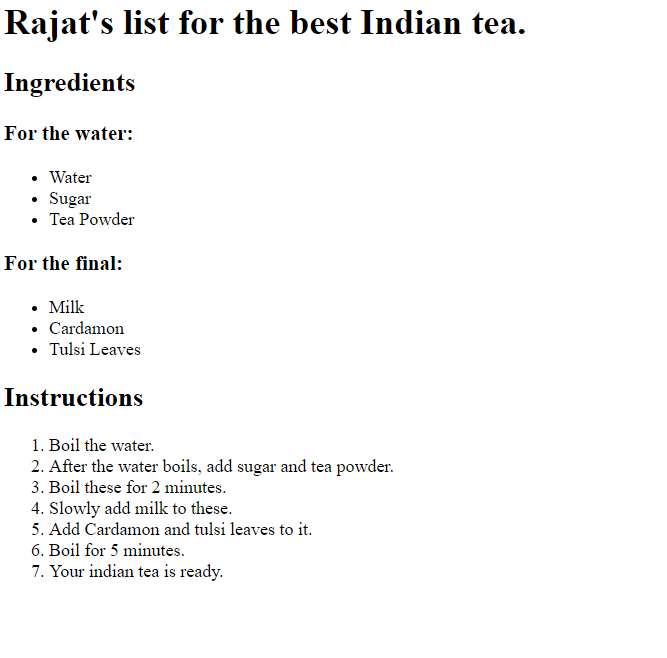 Rajat's list for the best Indian tea.
Ingredients
For the water:
• Water
• Sugar
• Tea Powder
For the final:
• Milk
• Cardamon
• Tulsi Leaves
Instructions
1. Boil the water.
2. After the water boils, add sugar and tea powder.
3. Boil these for 2 minutes.
4. Slowly add milk to these.
5. Add Cardamon and tulsi leaves to it.
6. Boil for 5 minutes.
7. Your indian tea is ready.